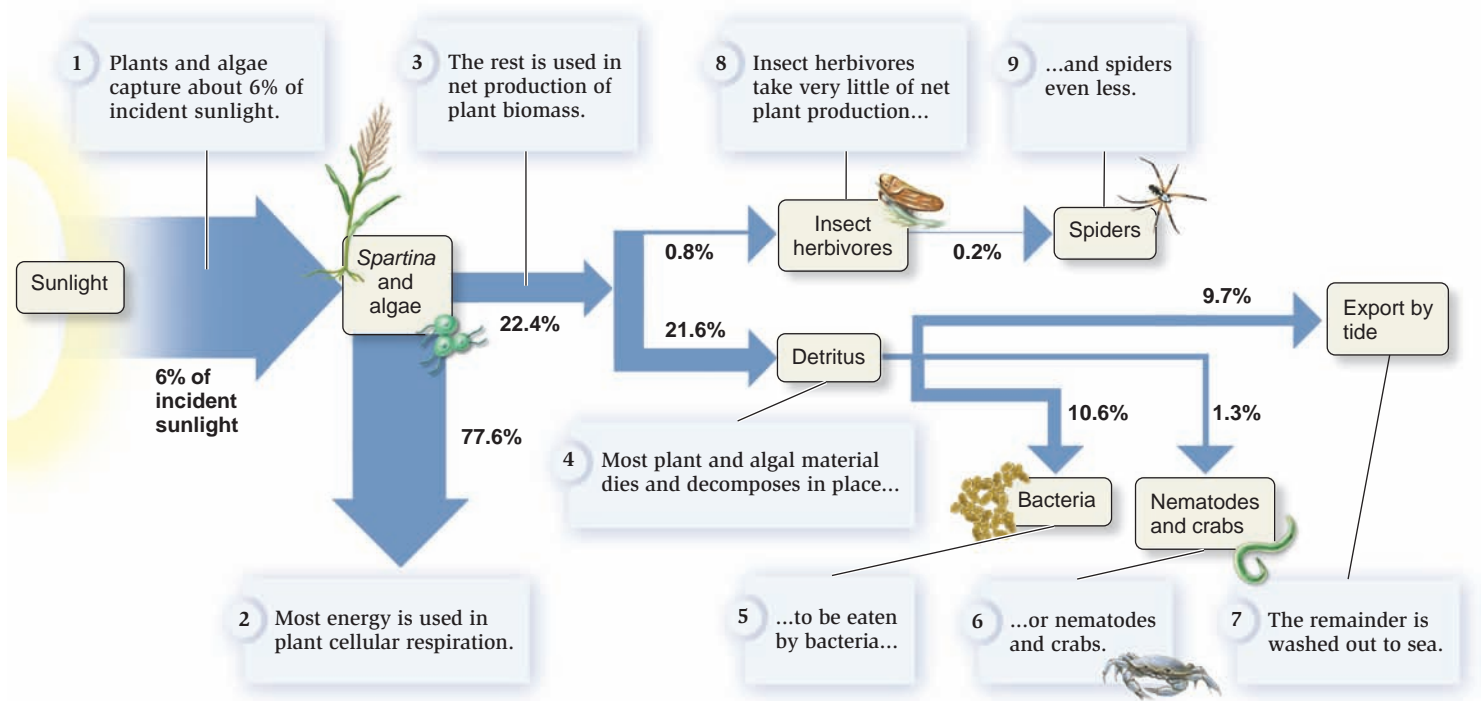 1
Plants and algae
capture about 6% of
incident sunlight.
3
The rest is used in
net production of
plant biomass.
8
Insect herbivores
take very little of net
plant production...
9
...and spiders
even less.
Sunlight
6% of
incident
sunlight
Spartina
and
algae
22.4%
77.6%
0.8%
21.6%
Insect
herbivores
0.2%
Spiders
Detritus
9.7%
Export by
tide
10.6%
1.3%
Bacteria
Nematodes
and crabs
4
Most plant and algal material
dies and decomposes in place...
2
Most energy is used in
plant cellular respiration.
5
...to be eaten
by bacteria...
6
...or nematodes
and crabs.
7
The remainder is
washed out to sea.